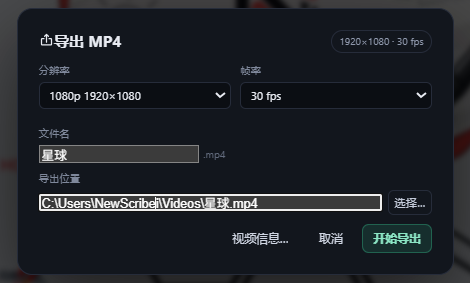 导出 MP4
1920×1080 · 30 fps
分辨率
帧率
1080p 1920×1080
30 fps
文件名
星球
.mp4
导出位置
C:\Users\NewScribej\Videos\星球.mp4
选择...
视频信息...
取消
开始导出